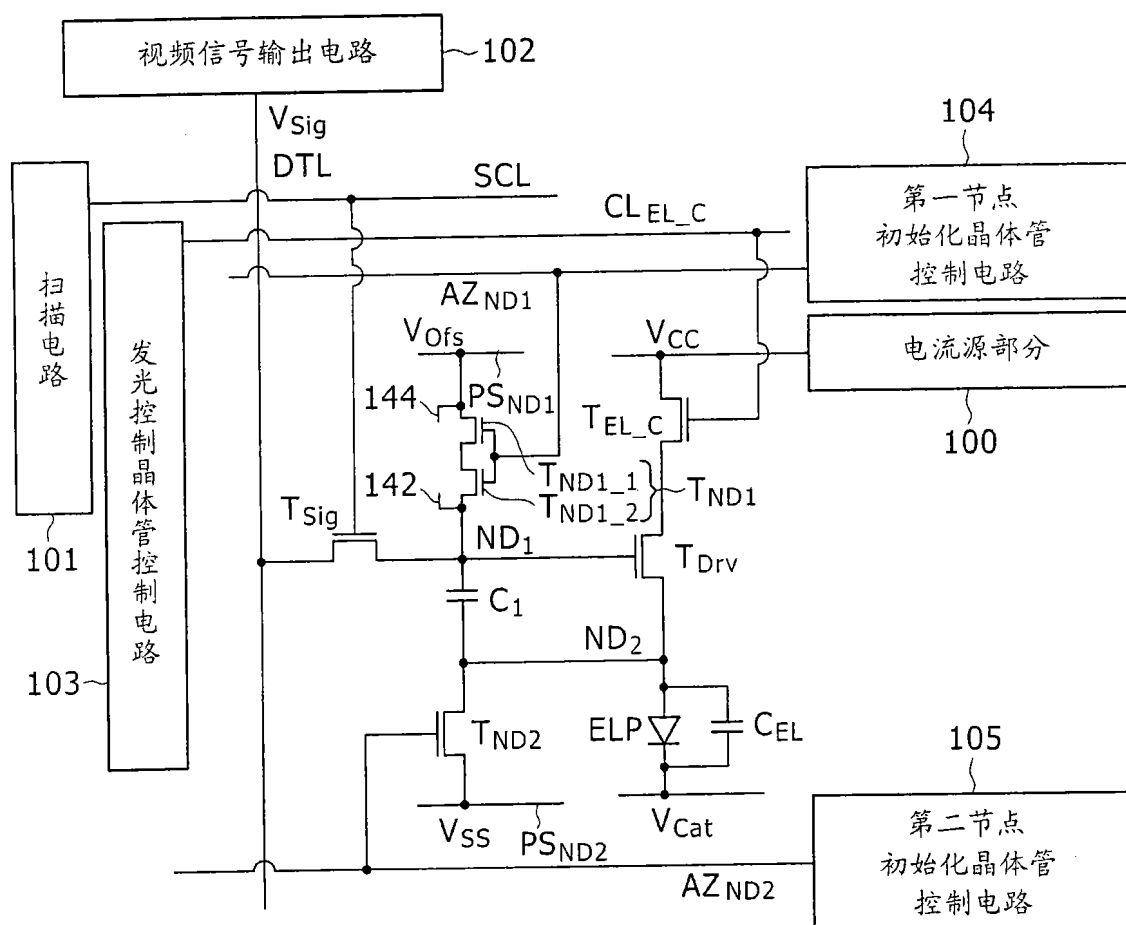 视频信号输出电路
102
V_Sig
DTL
SCL
104
第一节点
初始化晶体管
控制电路
CL_EL_C
扫描电路
101
发光控制晶体管控制电路
103
AZ_ND1
V_Ofs
V_CC
电流源部分
100
PS_ND1
144
T_EL_C
T_ND1_1
T_ND1_2
T_ND1
142
T_Sig
ND_1
T_Drv
C_1
ND_2
T_ND2
ELP
C_EL
105
V_SS
PS_ND2
V_Cat
第二节点
初始化晶体管
控制电路
AZ_ND2